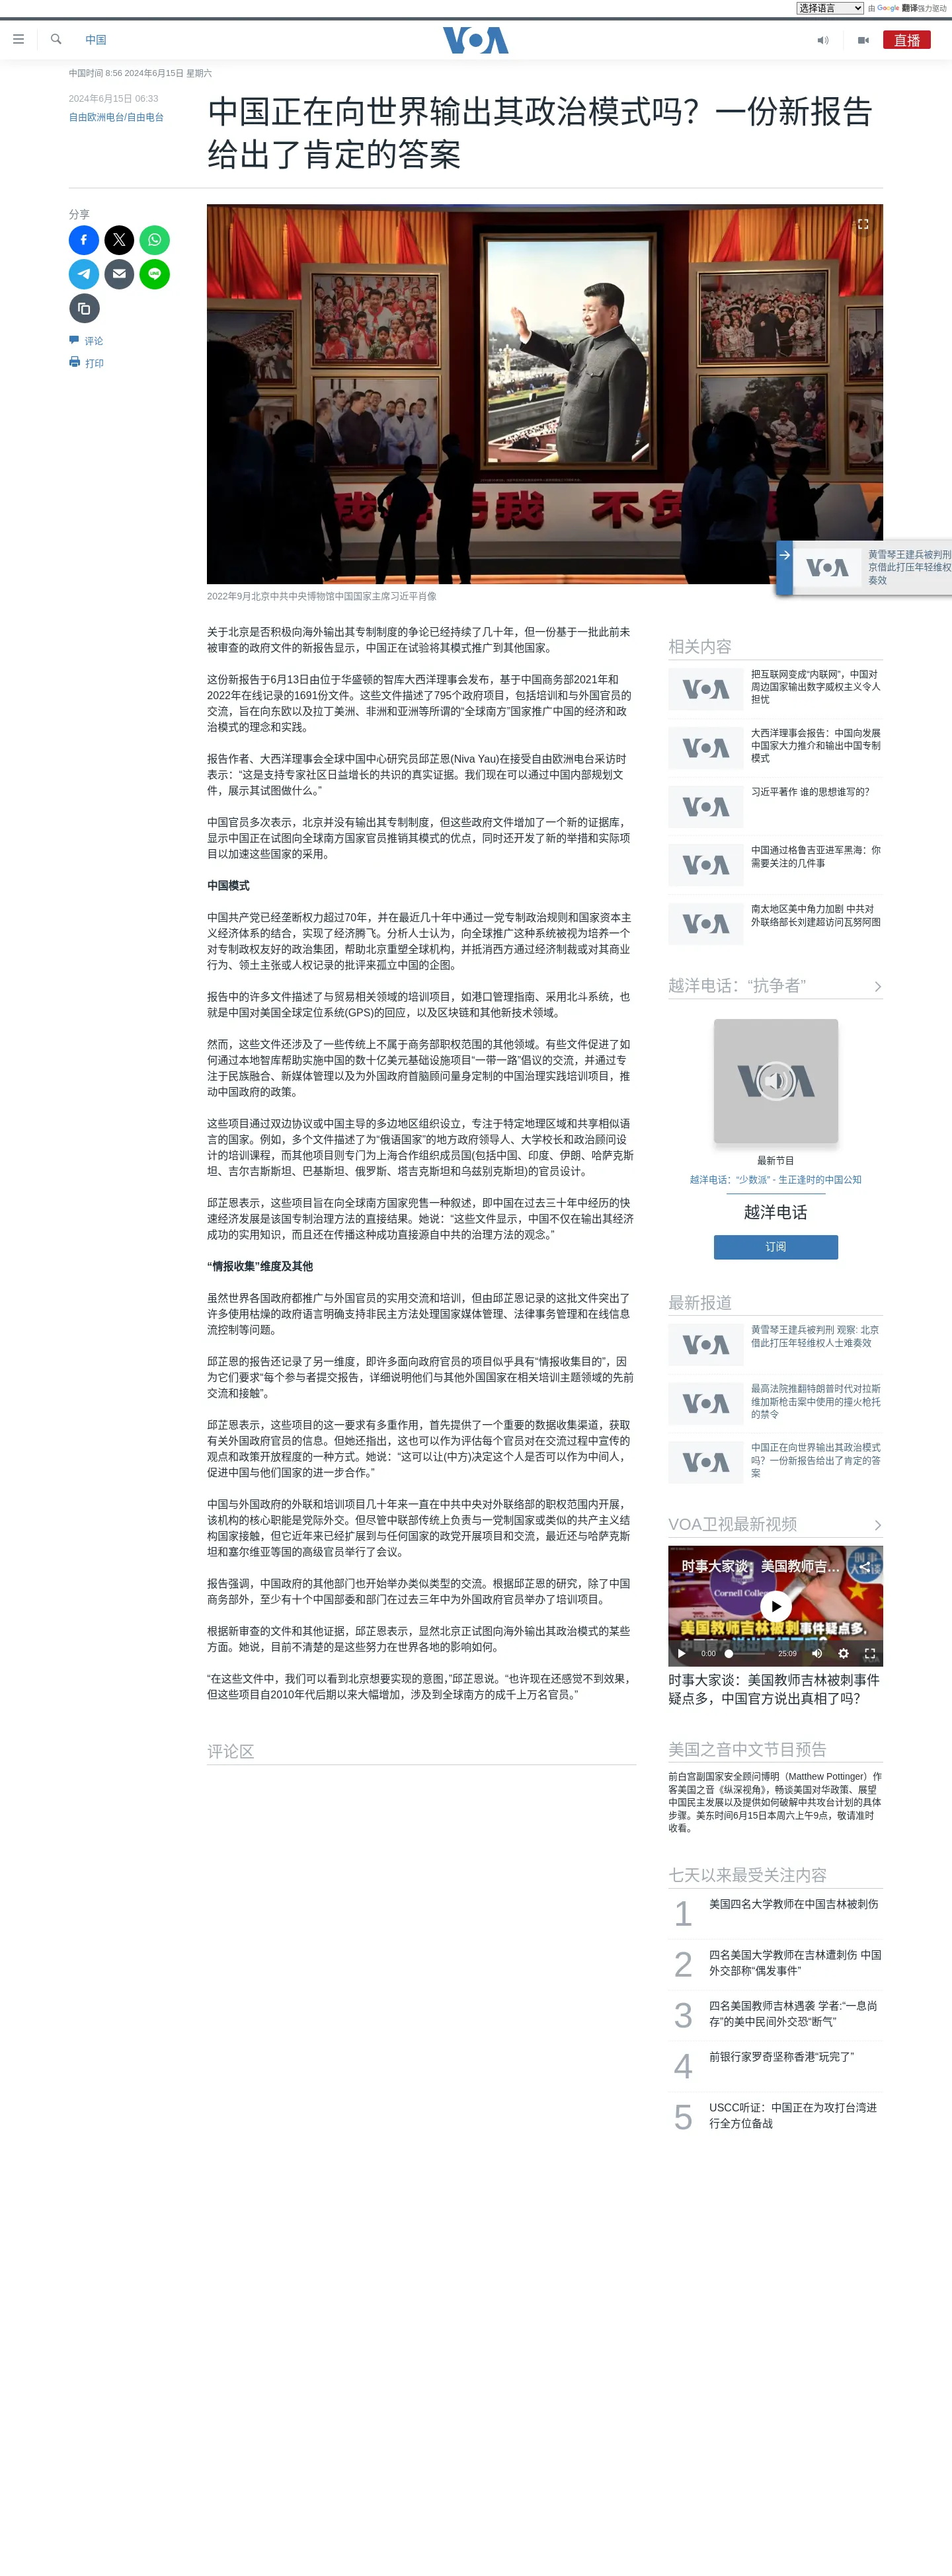 选择语言
由 Google 翻译强力驱动
中国
VOA
直播
中国时间 8:56 2024年6月15日 星期六
2024年6月15日 06:33
自由欧洲电台/自由电台
中国正在向世界输出其政治模式吗？一份新报告
给出了肯定的答案
分享
评论
打印
2022年9月北京中共中央博物馆中国国家主席习近平肖像
VOA
黄雪琴王建兵被判刑
京借此打压年轻维权
奏效
关于北京是否积极向海外输出其专制制度的争论已经持续了几十年，但一份基于一批此前未
被审查的政府文件的新报告显示，中国正在试验将其模式推广到其他国家。
这份新报告于6月13日由位于华盛顿的智库大西洋理事会发布，基于中国商务部2021年和
2022年在线记录的1691份文件。这些文件描述了795个政府项目，包括培训和与外国官员的
交流，旨在向东欧以及拉丁美洲、非洲和亚洲等所谓的“全球南方”国家推广中国的经济和政
治模式的理念和实践。
报告作者、大西洋理事会全球中国中心研究员邱芷恩(Niva Yau)在接受自由欧洲电台采访时
表示：“这是支持专家社区日益增长的共识的真实证据。我们现在可以通过中国内部规划文
件，展示其试图做什么。”
中国官员多次表示，北京并没有输出其专制制度，但这些政府文件增加了一个新的证据库，
显示中国正在试图向全球南方国家官员推销其模式的优点，同时还开发了新的举措和实际项
目以加速这些国家的采用。
中国模式
中国共产党已经垄断权力超过70年，并在最近几十年中通过一党专制政治规则和国家资本主
义经济体系的结合，实现了经济腾飞。分析人士认为，向全球推广这种系统被视为培养一个
对专制政权友好的政治集团，帮助北京重塑全球机构，并抵消西方通过经济制裁或对其商业
行为、领土主张或人权记录的批评来孤立中国的企图。
报告中的许多文件描述了与贸易相关领域的培训项目，如港口管理指南、采用北斗系统，也
就是中国对美国全球定位系统(GPS)的回应，以及区块链和其他新技术领域。
然而，这些文件还涉及了一些传统上不属于商务部职权范围的其他领域。有些文件促进了如
何通过本地智库帮助实施中国的数十亿美元基础设施项目“一带一路”倡议的交流，并通过专
注于民族融合、新媒体管理以及为外国政府首脑顾问量身定制的中国治理实践培训项目，推
动中国政府的政策。
这些项目通过双边协议或中国主导的多边地区组织设立，专注于特定地理区域和共享相似语
言的国家。例如，多个文件描述了为“俄语国家”的地方政府领导人、大学校长和政治顾问设
计的培训课程，而其他项目则专门为上海合作组织成员国(包括中国、印度、伊朗、哈萨克斯
坦、吉尔吉斯斯坦、巴基斯坦、俄罗斯、塔吉克斯坦和乌兹别克斯坦)的官员设计。
邱芷恩表示，这些项目旨在向全球南方国家兜售一种叙述，即中国在过去三十年中经历的快
速经济发展是该国专制治理方法的直接结果。她说：“这些文件显示，中国不仅在输出其经济
成功的实用知识，而且还在传播这种成功直接源自中共的治理方法的观念。”
“情报收集”维度及其他
虽然世界各国政府都推广与外国官员的实用交流和培训，但由邱芷恩记录的这批文件突出了
许多使用枯燥的政府语言明确支持非民主方法处理国家媒体管理、法律事务管理和在线信息
流控制等问题。
邱芷恩的报告还记录了另一维度，即许多面向政府官员的项目似乎具有“情报收集目的”，因
为它们要求“每个参与者提交报告，详细说明他们与其他外国国家在相关培训主题领域的先前
交流和接触”。
邱芷恩表示，这些项目的这一要求有多重作用，首先提供了一个重要的数据收集渠道，获取
有关外国政府官员的信息。但她还指出，这也可以作为评估每个官员对在交流过程中宣传的
观点和政策开放程度的一种方式。她说：“这可以让(中方)决定这个人是否可以作为中间人，
促进中国与他们国家的进一步合作。”
中国与外国政府的外联和培训项目几十年来一直在中共中央对外联络部的职权范围内开展，
该机构的核心职能是党际外交。但尽管中联部传统上负责与一党制国家或类似的共产主义结
构国家接触，但它近年来已经扩展到与任何国家的政党开展项目和交流，最近还与哈萨克斯
坦和塞尔维亚等国的高级官员举行了会议。
报告强调，中国政府的其他部门也开始举办类似类型的交流。根据邱芷恩的研究，除了中国
商务部外，至少有十个中国部委和部门在过去三年中为外国政府官员举办了培训项目。
根据新审查的文件和其他证据，邱芷恩表示，显然北京正试图向海外输出其政治模式的某些
方面。她说，目前不清楚的是这些努力在世界各地的影响如何。
“在这些文件中，我们可以看到北京想要实现的意图，”邱芷恩说。“也许现在还感觉不到效果，
但这些项目自2010年代后期以来大幅增加，涉及到全球南方的成千上万名官员。”
评论区
相关内容
VOA
把互联网变成“内联网”，中国对
周边国家输出数字威权主义令人
担忧
VOA
大西洋理事会报告：中国向发展
中国家大力推介和输出中国专制
模式
VOA
习近平著作 谁的思想谁写的？
VOA
中国通过格鲁吉亚进军黑海：你
需要关注的几件事
VOA
南太地区美中角力加剧 中共对
外联络部长刘建超访问瓦努阿图
越洋电话：“抗争者”
最新节目
越洋电话：“少数派” - 生正逢时的中国公知
越洋电话
订阅
最新报道
VOA
黄雪琴王建兵被判刑 观察: 北京
借此打压年轻维权人士难奏效
VOA
最高法院推翻特朗普时代对拉斯
维加斯枪击案中使用的撞火枪托
的禁令
VOA
中国正在向世界输出其政治模式
吗？一份新报告给出了肯定的答
案
VOA卫视最新视频
时事大家谈：美国教师吉…
Cornell College
美国教师吉林被刺事件疑点多，
0:00
25:09
时事大家谈：美国教师吉林被刺事件
疑点多，中国官方说出真相了吗？
美国之音中文节目预告
前白宫副国家安全顾问博明（Matthew Pottinger）作
客美国之音《纵深视角》，畅谈美国对华政策、展望
中国民主发展以及提供如何破解中共攻台计划的具体
步骤。美东时间6月15日本周六上午9点，敬请准时
收看。
七天以来最受关注内容
1
美国四名大学教师在中国吉林被刺伤
2
四名美国大学教师在吉林遭刺伤 中国
外交部称“偶发事件”
3
四名美国教师吉林遇袭 学者:“一息尚
存”的美中民间外交恐“断气”
4
前银行家罗奇坚称香港“玩完了”
5
USCC听证：中国正在为攻打台湾进
行全方位备战